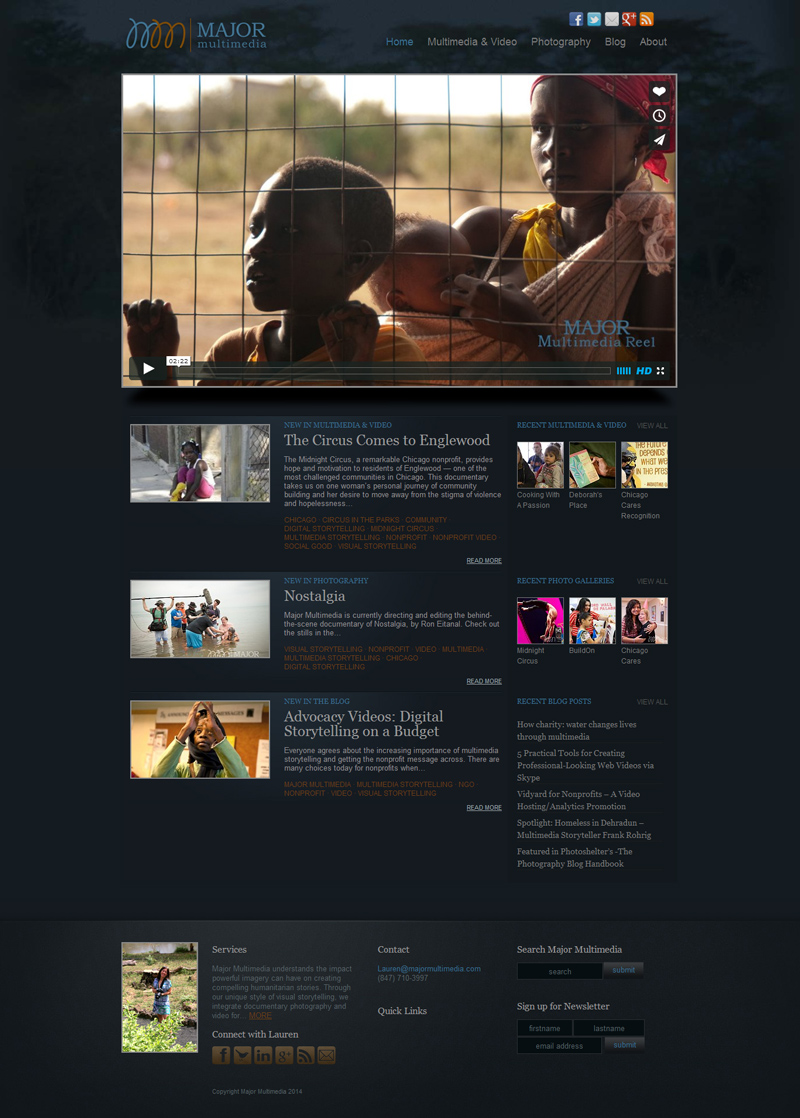 MAJOR
multimedia
Home Multimedia & Video Photography Blog About
MAJOR
Multimedia Reel
02:22
HD
NEW IN MULTIMEDIA & VIDEO
The Circus Comes to Englewood
The Midnight Circus, a remarkable Chicago nonprofit, provides
hope and motivation to residents of Englewood — one of the
most challenged communities in Chicago. This documentary
takes us on one woman's personal journey of community
building and her desire to move away from the stigma of violence
and hopelessness...
CHICAGO · CIRCUS IN THE PARKS · COMMUNITY
DIGITAL STORYTELLING · MIDNIGHT CIRCUS ·
MULTIMEDIA STORYTELLING · NONPROFIT · NONPROFIT VIDEO ·
SOCIAL GOOD · VISUAL STORYTELLING
READ MORE
RECENT MULTIMEDIA & VIDEO VIEW ALL
THE FUTURE
DEPENDS
WHAT WE
IN THE PRES
Cooking With
A Passion
Deborah's
Place
Chicago
Cares
Recognition
NEW IN PHOTOGRAPHY
Nostalgia
Major Multimedia is currently directing and editing the behind-
the-scene documentary of Nostalgia, by Ron Eitanal. Check out
the stills in the...
VISUAL STORYTELLING · NONPROFIT · VIDEO · MULTIMEDIA
MULTIMEDIA STORYTELLING · CHICAGO
DIGITAL STORYTELLING
READ MORE
MAJOR
RECENT PHOTO GALLERIES VIEW ALL
Midnight
Circus
BuildOn
Chicago
Cares
NEW IN THE BLOG
Advocacy Videos: Digital
Storytelling on a Budget
Everyone agrees about the increasing importance of multimedia
storytelling and getting the nonprofit message across. There are
many choices today for nonprofits when...
MAJOR MULTIMEDIA · MULTIMEDIA STORYTELLING · NGO ·
NONPROFIT · VIDEO · VISUAL STORYTELLING
READ MORE
RECENT BLOG POSTS VIEW ALL
How charity: water changes lives
through multimedia
5 Practical Tools for Creating
Professional-Looking Web Videos via
Skype
Vidyard for Nonprofits – A Video
Hosting/Analytics Promotion
Spotlight: Homeless in Dehradun –
Multimedia Storyteller Frank Rohrig
Featured in Photoshelter's -The
Photography Blog Handbook
Services
Major Multimedia understands the impact
powerful imagery can have on creating
compelling humanitarian stories. Through
our unique style of visual storytelling, we
integrate documentary photography and
video for... MORE
Connect with Lauren
Copyright Major Multimedia 2014
Contact
Lauren@majormultimedia.com
(847) 710-3997
Quick Links
Search Major Multimedia
search submit
Sign up for Newsletter
firstname lastname
email address submit